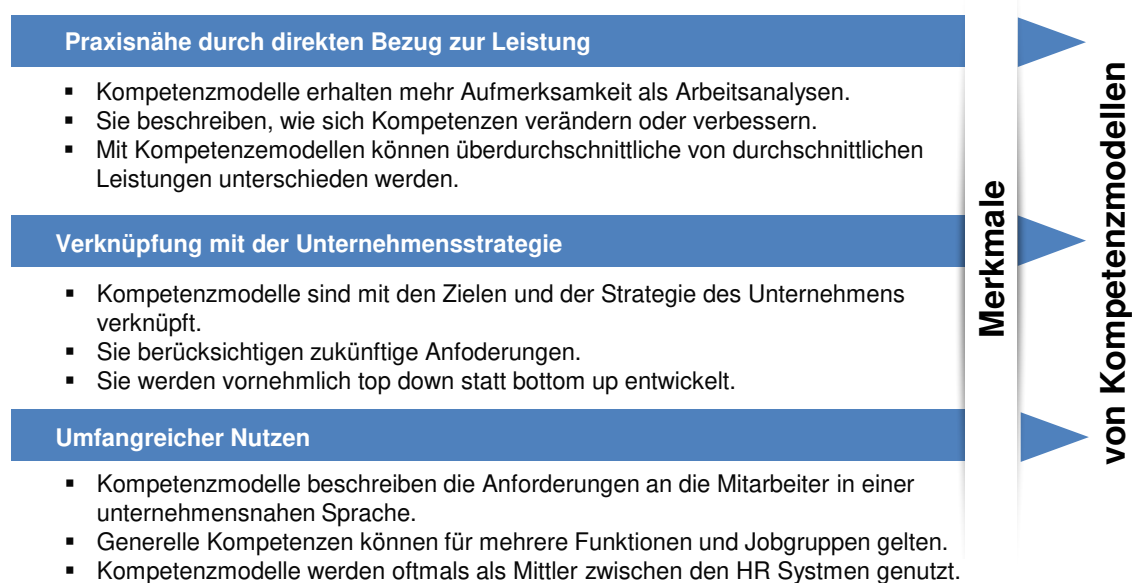 Praxisnähe durch direkten Bezug zur Leistung
▪ Kompetenzmodelle erhalten mehr Aufmerksamkeit als Arbeitsanalysen.
▪ Sie beschreiben, wie sich Kompetenzen verändern oder verbessern.
▪ Mit Kompetenzemodellen können überdurchschnittliche von durchschnittlichen
Leistungen unterschieden werden.
Verknüpfung mit der Unternehmensstrategie
▪ Kompetenzmodelle sind mit den Zielen und der Strategie des Unternehmens
verknüpft.
▪ Sie berücksichtigen zukünftige Anfoderungen.
▪ Sie werden vornehmlich top down statt bottom up entwickelt.
Umfangreicher Nutzen
▪ Kompetenzmodelle beschreiben die Anforderungen an die Mitarbeiter in einer
unternehmensnahen Sprache.
▪ Generelle Kompetenzen können für mehrere Funktionen und Jobgruppen gelten.
▪ Kompetenzmodelle werden oftmals als Mittler zwischen den HR Systmen genutzt.
Merkmale
von Kompetenzmodellen